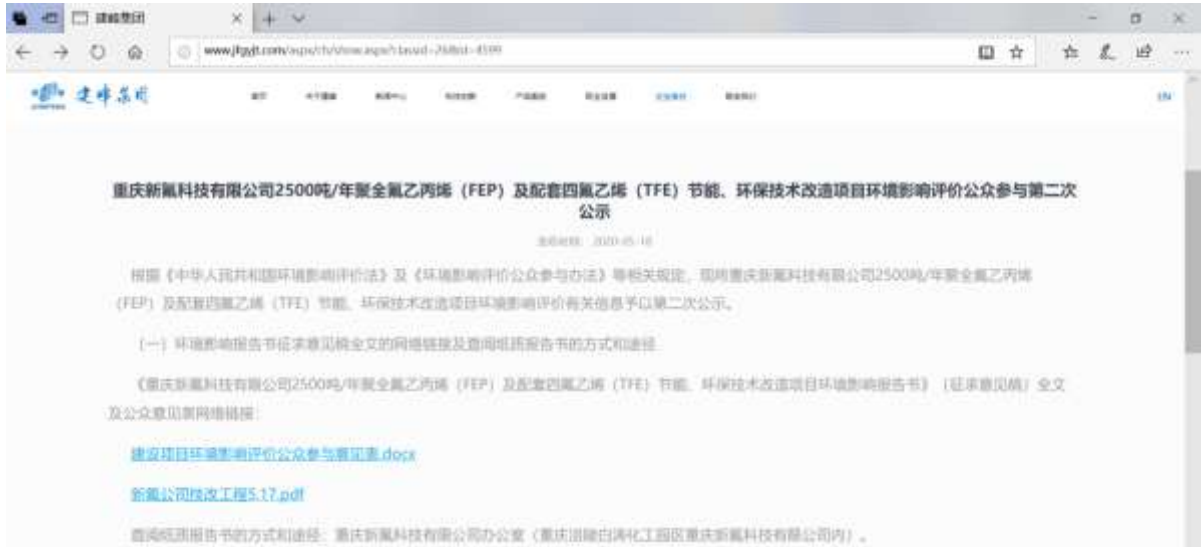 建峰集团
www.jfgyjt.com
建峰集团
首页 关于建峰 新闻中心 产品服务
EN
重庆新氟科技有限公司2500吨/年聚全氟乙丙烯（FEP）及配套四氟乙烯（TFE）节能、环保技术改造项目环境影响评价公众参与第二次
公示
2020-05-18
根据《中华人民共和国环境影响评价法》及《环境影响评价公众参与办法》等相关规定，现将重庆新氟科技有限公司2500吨/年聚全氟乙丙烯
（FEP）及配套四氟乙烯（TFE）节能、环保技术改造项目环境影响评价有关信息予以第二次公示。
（一）环境影响报告书征求意见稿全文的网络链接及查阅纸质报告书的方式和途径
《重庆新氟科技有限公司2500吨/年聚全氟乙丙烯（FEP）及配套四氟乙烯（TFE）节能、环保技术改造项目环境影响报告书》（征求意见稿）全文
及公众意见表网络链接：
建设项目环境影响评价公众参与意见表.docx
新氟公司技改工程5.17.pdf
查阅纸质报告书的方式和途径：重庆新氟科技有限公司办公室（重庆涪陵白涛化工园区重庆新氟科技有限公司内）。